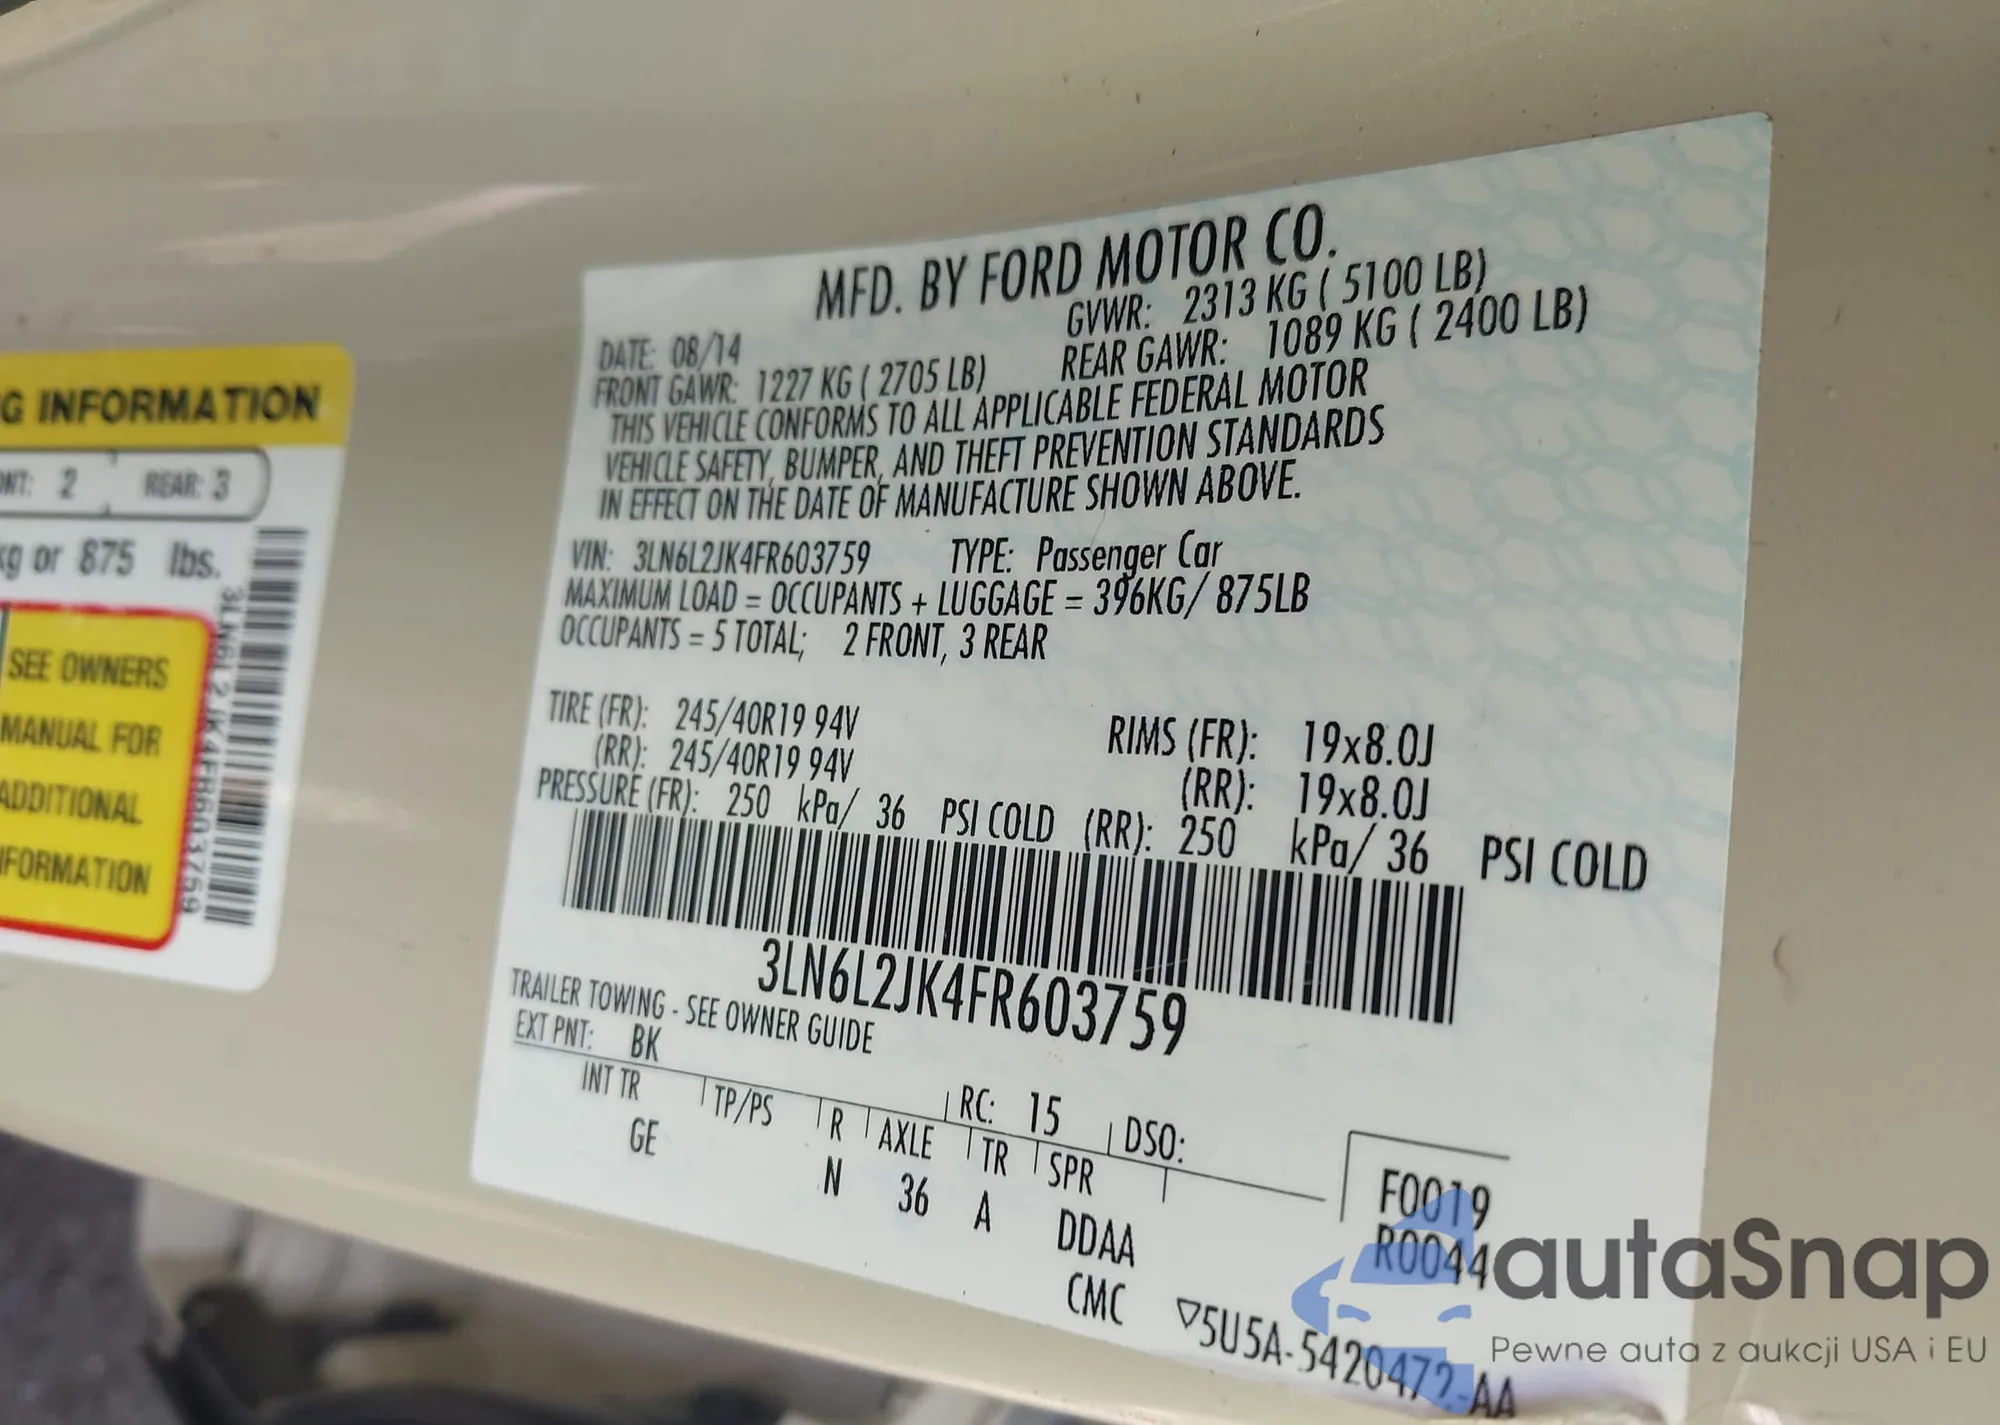 G INFORMATION
NT: 2 REAR: 3
kg or 875 lbs.
SEE OWNERS
MANUAL FOR
ADDITIONAL
FORMATION
3LN6L2JK4FR603759
MFD. BY FORD MOTOR CO.
DATE: 08/14 GVWR: 2313 KG ( 5100 LB)
FRONT GAWR: 1227 KG ( 2705 LB) REAR GAWR: 1089 KG ( 2400 LB)
THIS VEHICLE CONFORMS TO ALL APPLICABLE FEDERAL MOTOR
VEHICLE SAFETY, BUMPER, AND THEFT PREVENTION STANDARDS
IN EFFECT ON THE DATE OF MANUFACTURE SHOWN ABOVE.
VIN: 3LN6L2JK4FR603759 TYPE: Passenger Car
MAXIMUM LOAD = OCCUPANTS + LUGGAGE = 396KG/ 875LB
OCCUPANTS = 5 TOTAL; 2 FRONT, 3 REAR
TIRE (FR): 245/40R19 94V RIMS (FR): 19x8.0J
(RR): 245/40R19 94V (RR): 19x8.0J
PRESSURE (FR): 250 kPa/ 36 PSI COLD (RR): 250 kPa/ 36 PSI COLD
3LN6L2JK4FR603759
TRAILER TOWING - SEE OWNER GUIDE
EXT PNT: BK RC: 15 DSO:
INT TR TP/PS R AXLE TR SPR F0019
GE N 36 A DDAA R0044
CMC ▽5U5A-5420472-AA
autaSnap
Pewne auta z aukcji USA i EU